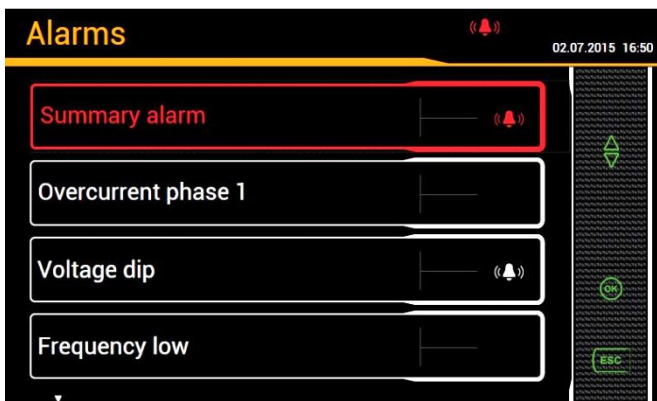 Alarms
02.07.2015 16:50
Summary alarm
Overcurrent phase 1
Voltage dip
OK
Frequency low
ESC